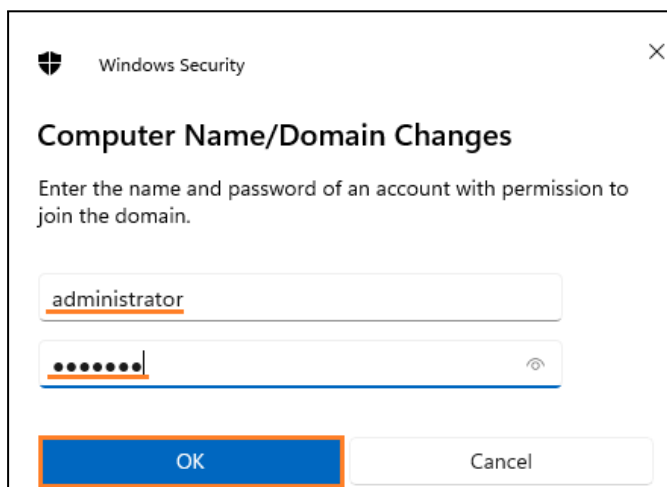 Windows Security
Computer Name/Domain Changes
Enter the name and password of an account with permission to
join the domain.
administrator
•••••••
OK
Cancel